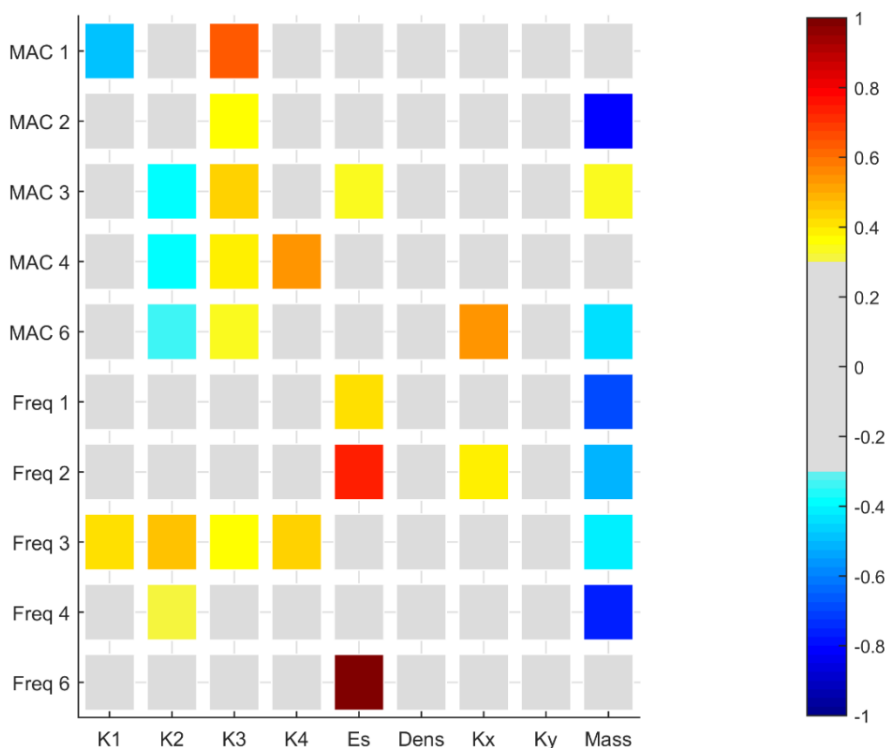 MAC 1
MAC 2
MAC 3
MAC 4
MAC 6
Freq 1
Freq 2
Freq 3
Freq 4
Freq 6
K1 K2 K3 K4 Es Dens Kx Ky Mass
1
0.8
0.6
0.4
0.2
0
-0.2
-0.4
-0.6
-0.8
-1